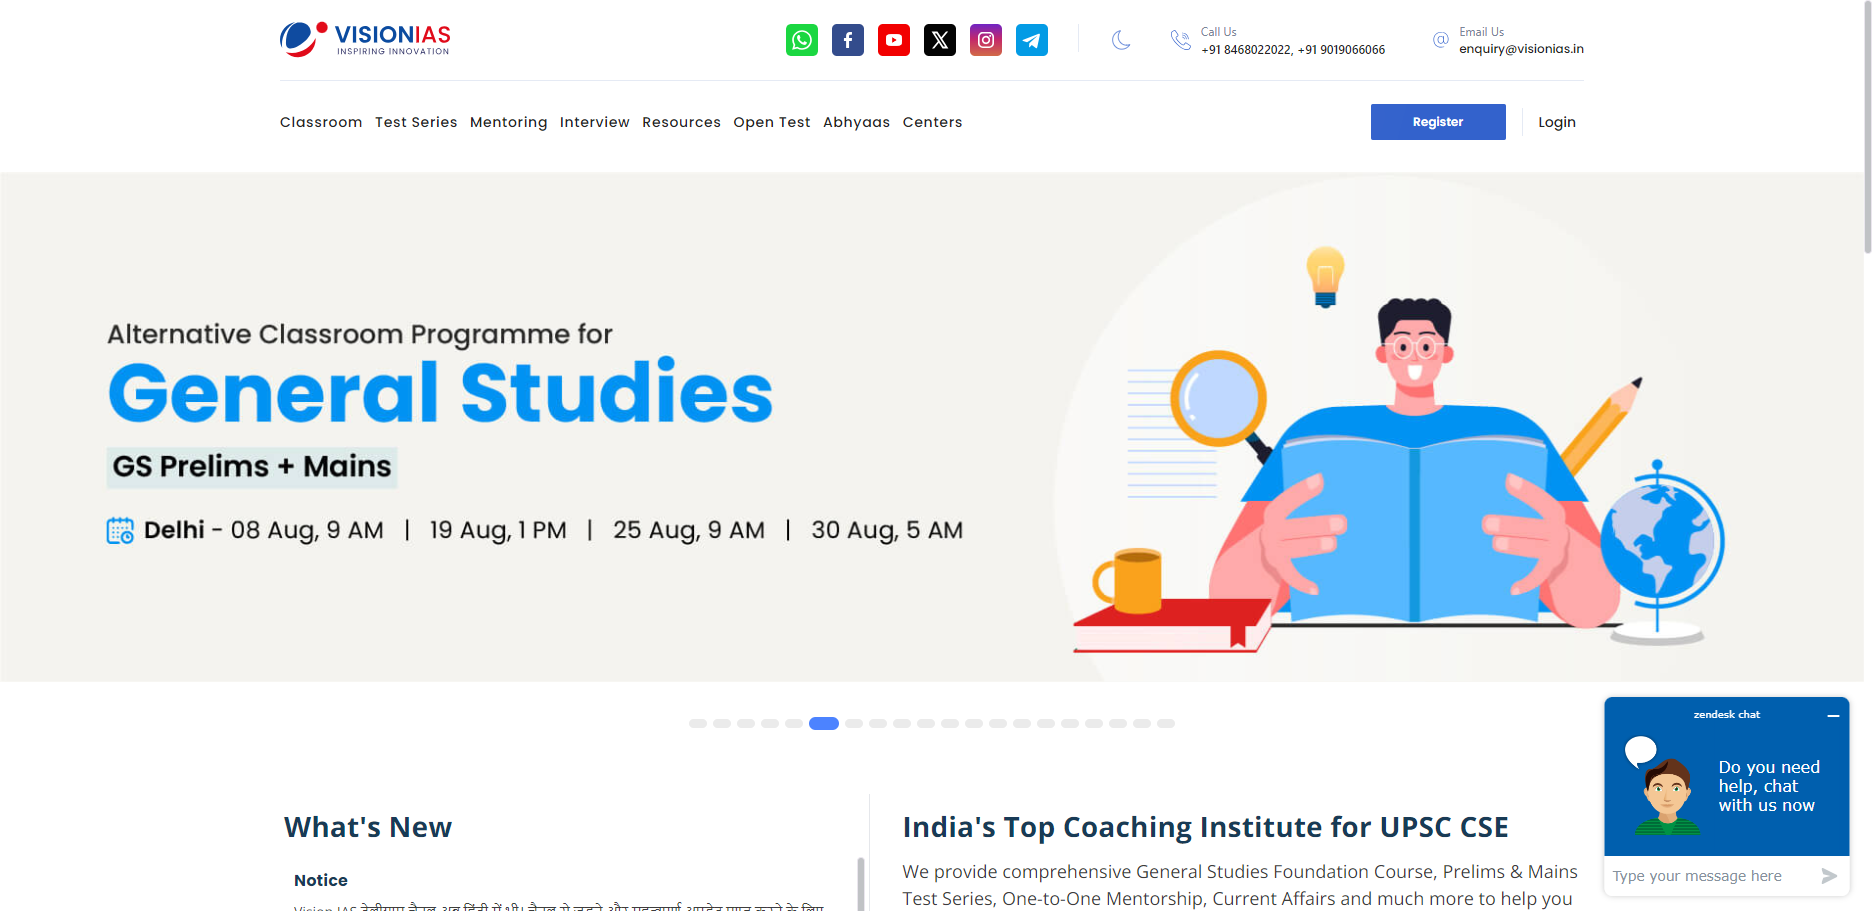 VISIONIAS
INSPIRING INNOVATION
Call Us
+91 8468022022, +91 9019066066
Email Us
enquiry@visionias.in
Classroom Test Series Mentoring Interview Resources Open Test Abhyaas Centers
Register
Login
Alternative Classroom Programme for
General Studies
GS Prelims + Mains
Delhi - 08 Aug, 9 AM | 19 Aug, 1 PM | 25 Aug, 9 AM | 30 Aug, 5 AM
What's New
Notice
Vision IAS
India's Top Coaching Institute for UPSC CSE
We provide comprehensive General Studies Foundation Course, Prelims & Mains
Test Series, One-to-One Mentorship, Current Affairs and much more to help you
zendesk chat
Do you need
help, chat
with us now
Type your message here